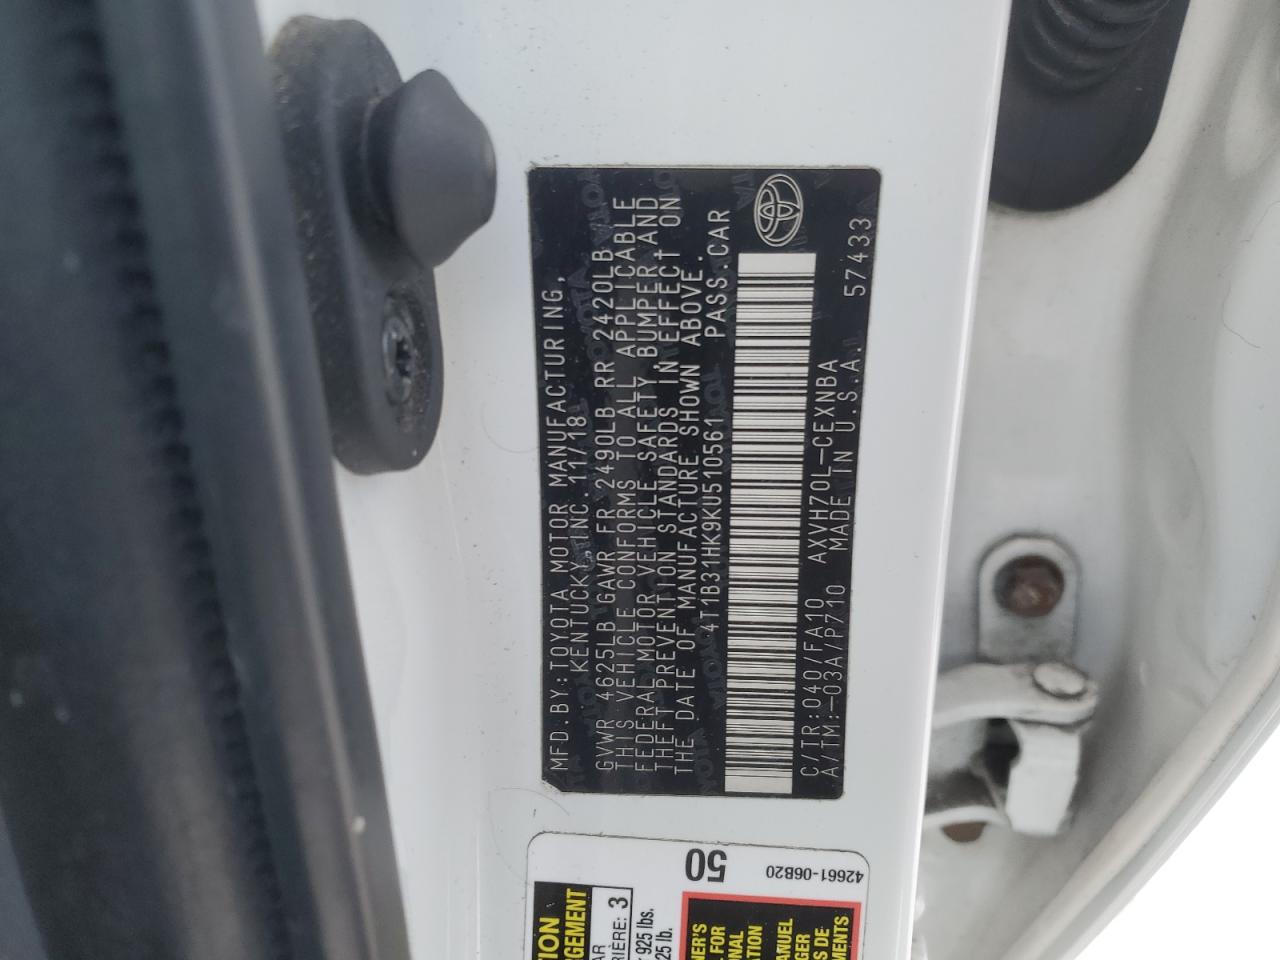 MFD.BY: TOYOTA MOTOR MANUFACTURING,
KENTUCKY, INC. 11/18
GVWR 4625LB GAWR FR 2490LB RR 2420LB
THIS VEHICLE CONFORMS TO ALL APPLICABLE
FEDERAL MOTOR VEHICLE SAFETY, BUMPER AND
THEFT PREVENTION STANDARDS IN EFFECT ON
THE DATE OF MANUFACTURE SHOWN ABOVE.
4T1B31HK9KU510561 PASS.CAR
C/TR:040/FA10 AXVH70L-CEXNBA 57433
A/TM:-03A/P710 MADE IN U.S.A.
50
42661-06B20
3
925 lbs.